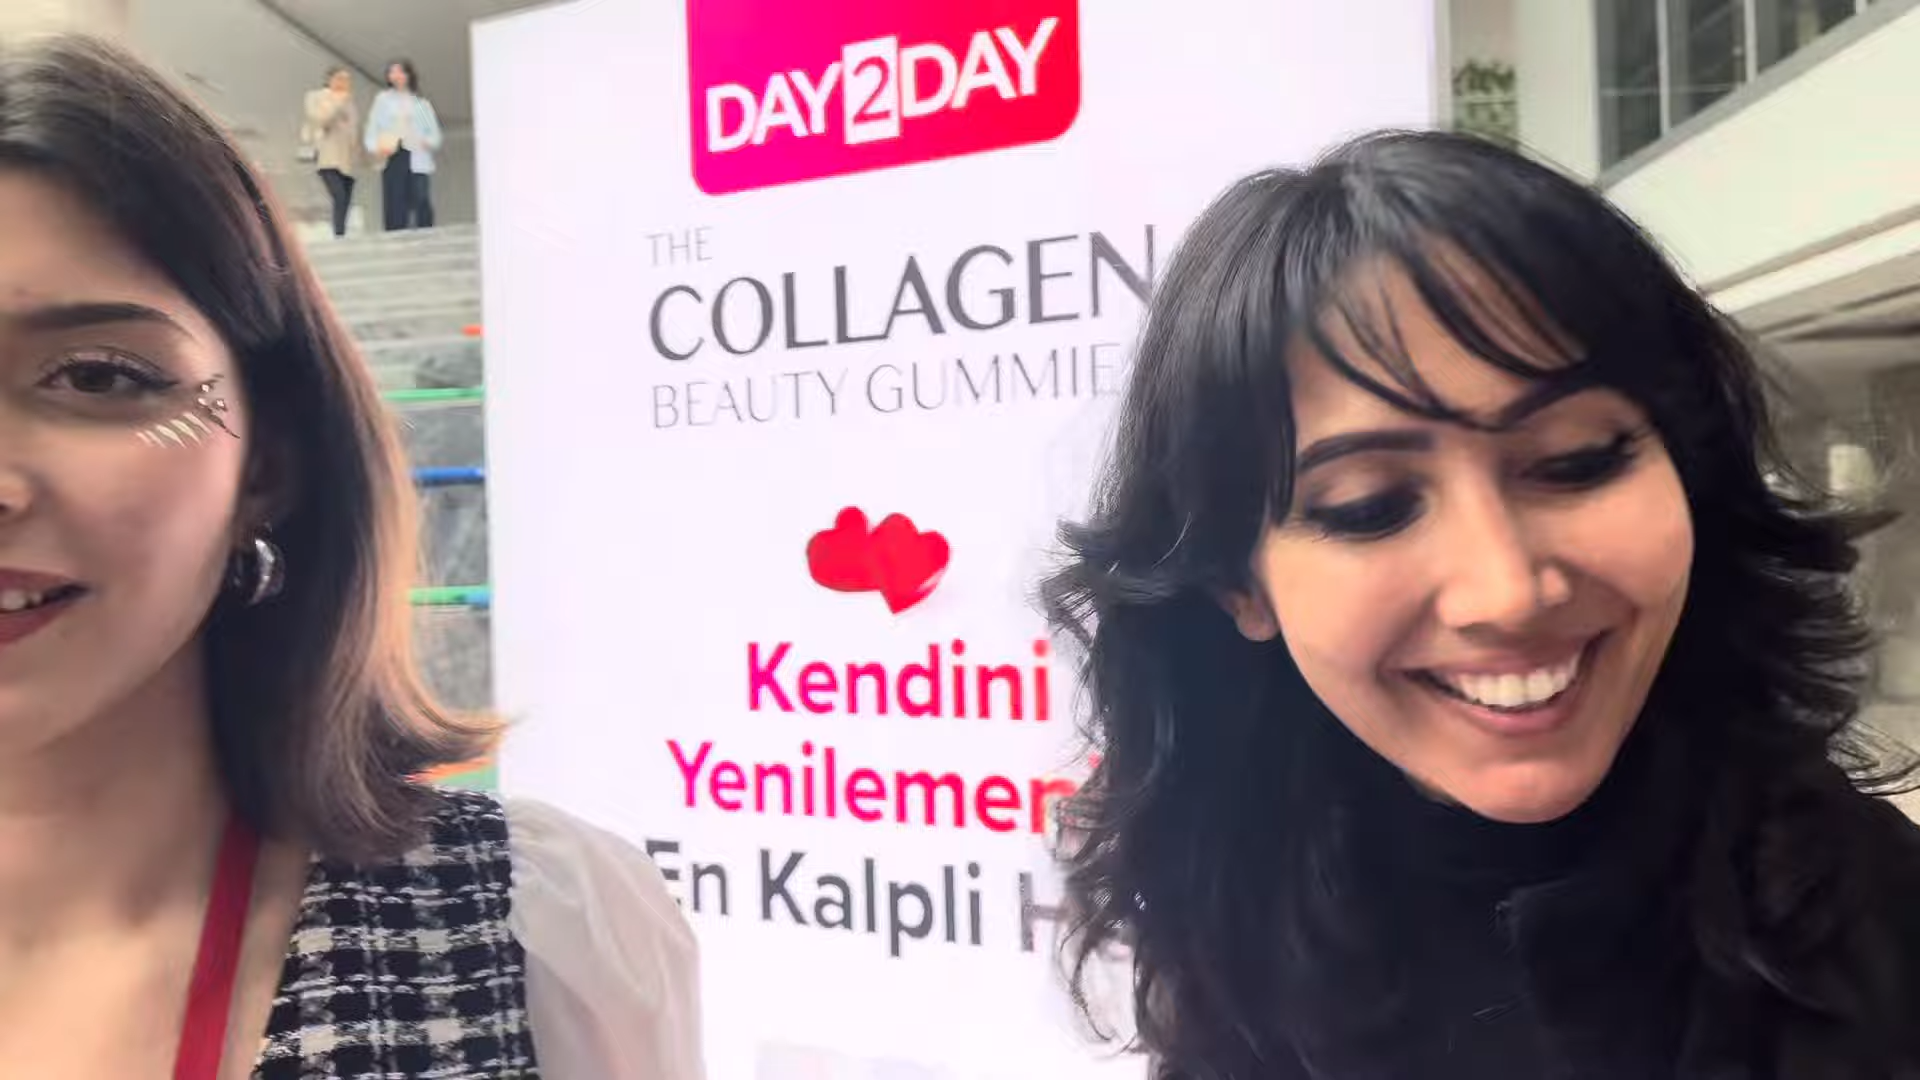 DAY2DAY
THE
COLLAGEN
BEAUTY GUMMIE
Kendini
Yenilemen
En Kalpli